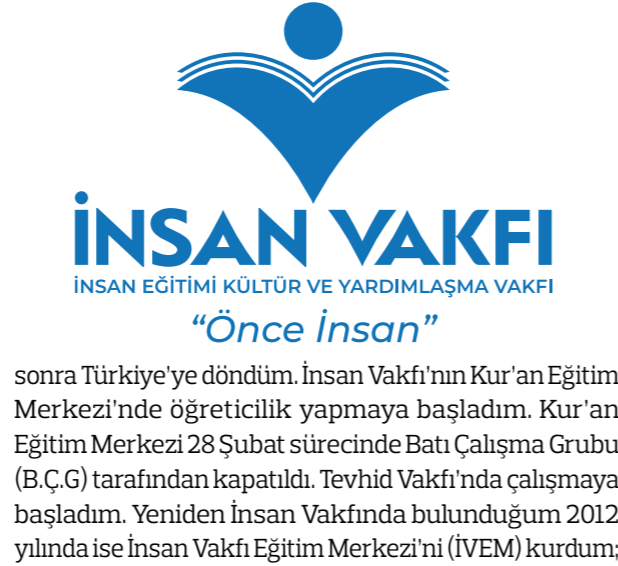 İNSAN VAKFI
İNSAN EĞİTİMİ KÜLTÜR VE YARDIMLAŞMA VAKFI
“Önce İnsan”
sonra Türkiye'ye döndüm. İnsan Vakfı'nın Kur'an Eğitim
Merkezi'nde öğreticilik yapmaya başladım. Kur'an
Eğitim Merkezi 28 Şubat sürecinde Batı Çalışma Grubu
(B.Ç.G) tarafından kapatıldı. Tevhid Vakfı'nda çalışmaya
başladım. Yeniden İnsan Vakfında bulunduğum 2012
yılında ise İnsan Vakfı Eğitim Merkezi'ni (İVEM) kurdum;